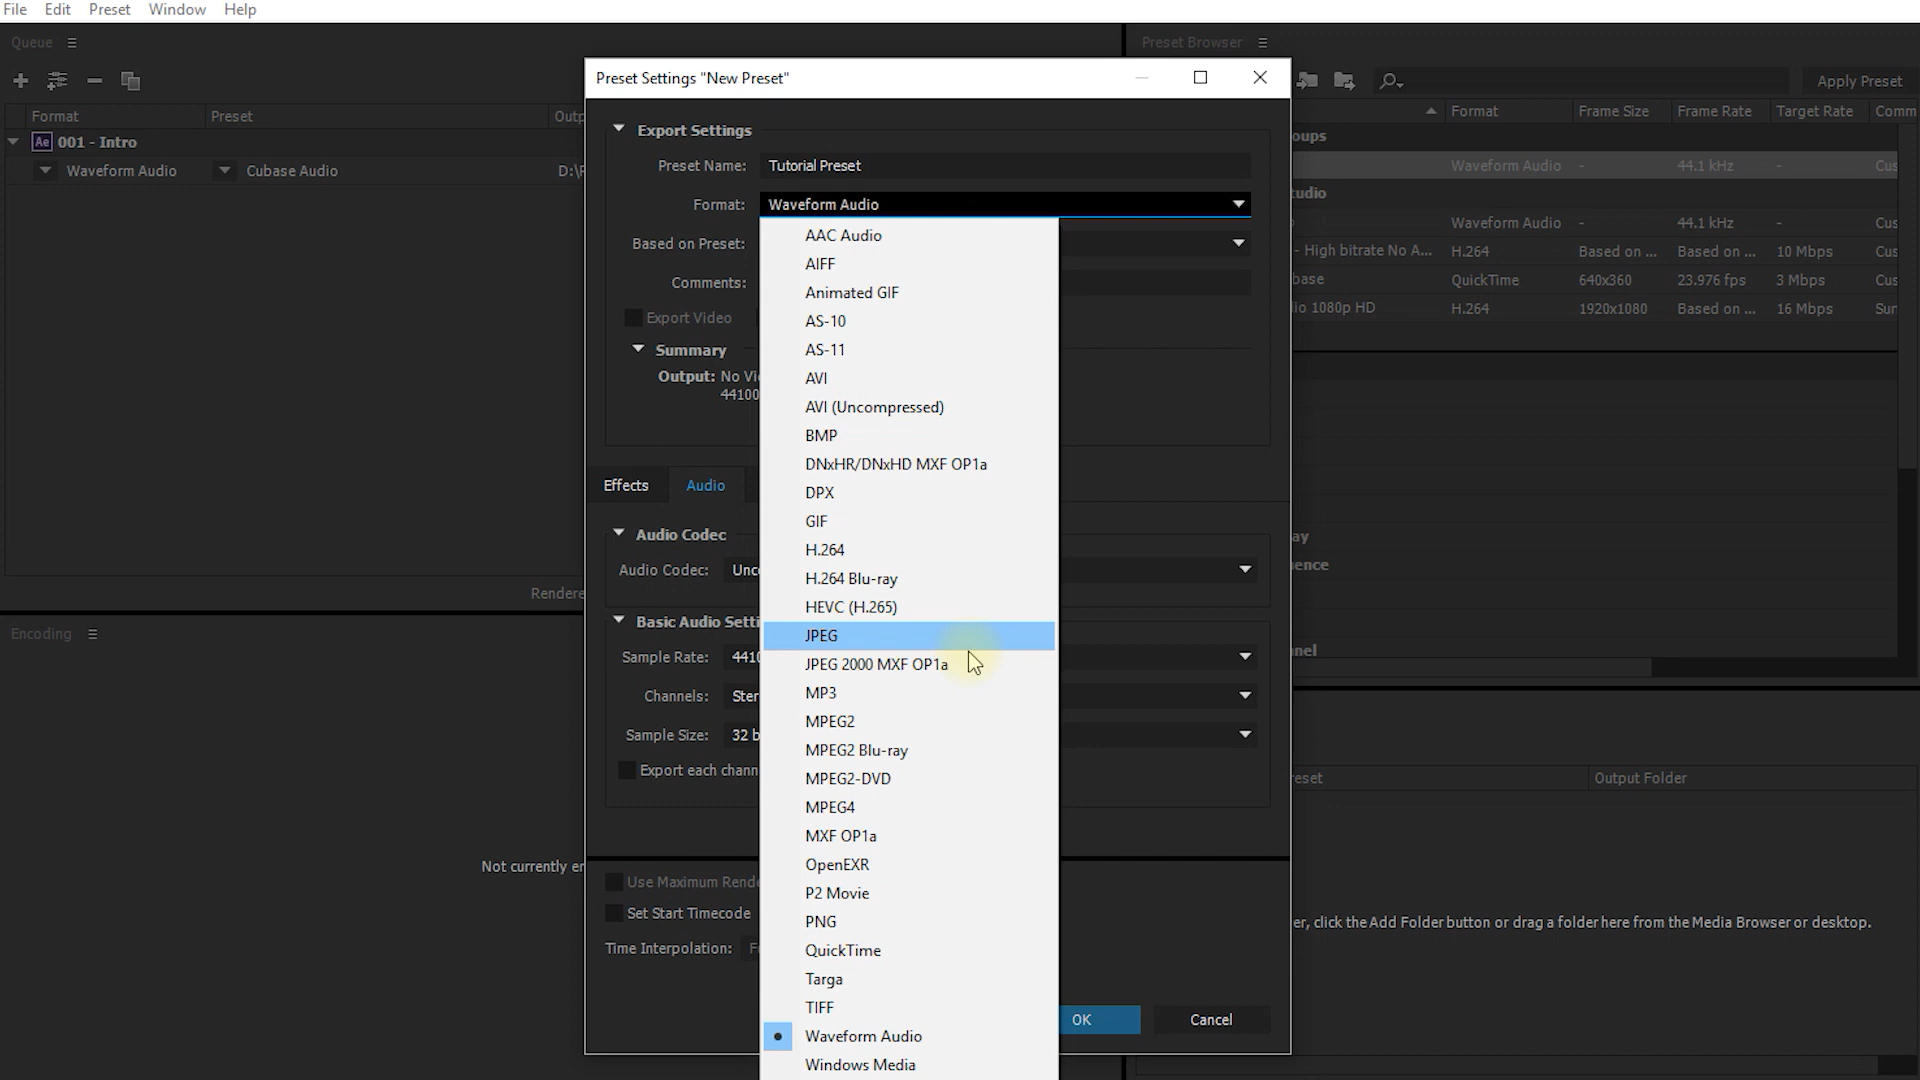 File Edit Preset Window Help
Queue
Format Preset Outp
Ae 001 - Intro
Waveform Audio Cubase Audio D:\
Rendere
Encoding
Not currently er
Preset Settings "New Preset"
Export Settings
Preset Name: Tutorial Preset
Format: Waveform Audio
Based on Preset:
Comments:
Export Video
Summary
Output: No Vi
44100
Effects Audio
Audio Codec
Audio Codec: Unc
Basic Audio Setti
Sample Rate: 4410
Channels: Ster
Sample Size: 32 b
Export each chann
Use Maximum Rende
Set Start Timecode
Time Interpolation: F
OK Cancel
AAC Audio
AIFF
Animated GIF
AS-10
AS-11
AVI
AVI (Uncompressed)
BMP
DNxHR/DNxHD MXF OP1a
DPX
GIF
H.264
H.264 Blu-ray
HEVC (H.265)
JPEG
JPEG 2000 MXF OP1a
MP3
MPEG2
MPEG2 Blu-ray
MPEG2-DVD
MPEG4
MXF OP1a
OpenEXR
P2 Movie
PNG
QuickTime
Targa
TIFF
Waveform Audio
Windows Media
Preset Browser
Apply Preset
Format Frame Size Frame Rate Target Rate Comm
oups
Waveform Audio - 44.1 kHz - Cus
tudio
Waveform Audio - 44.1 kHz - Cus
- High bitrate No A... H.264 Based on ... Based on ... 10 Mbps Cus
base QuickTime 640x360 23.976 fps 3 Mbps Cus
io 1080p HD H.264 1920x1080 Based on ... 16 Mbps Sur
ay
ence
nel
reset Output Folder
er, click the Add Folder button or drag a folder here from the Media Browser or desktop.